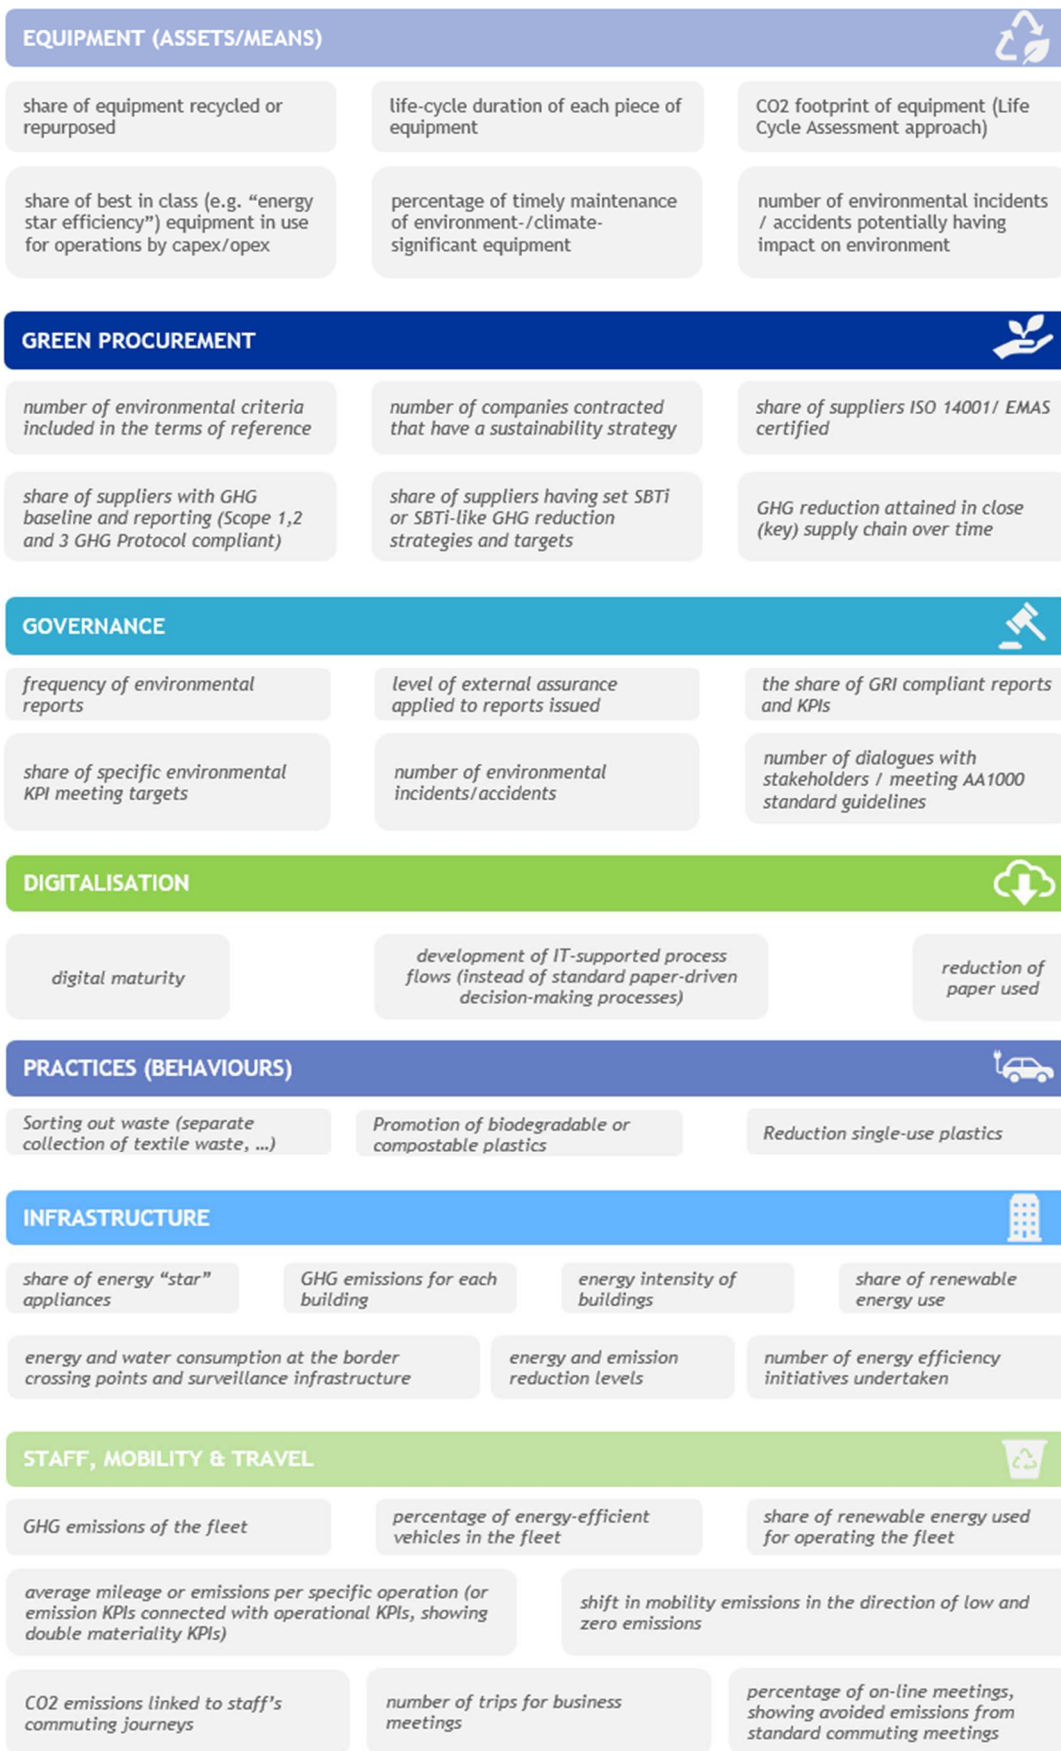 EQUIPMENT (ASSETS/MEANS)
share of equipment recycled or
repurposed
life-cycle duration of each piece of
equipment
CO2 footprint of equipment (Life
Cycle Assessment approach)
share of best in class (e.g. “energy
star efficiency”) equipment in use
for operations by capex/opex
percentage of timely maintenance
of environment-/climate-
significant equipment
number of environmental incidents
/ accidents potentially having
impact on environment
GREEN PROCUREMENT
number of environmental criteria
included in the terms of reference
number of companies contracted
that have a sustainability strategy
share of suppliers ISO 14001/ EMAS
certified
share of suppliers with GHG
baseline and reporting (Scope 1,2
and 3 GHG Protocol compliant)
share of suppliers having set SBTi
or SBTi-like GHG reduction
strategies and targets
GHG reduction attained in close
(key) supply chain over time
GOVERNANCE
frequency of environmental
reports
level of external assurance
applied to reports issued
the share of GRI compliant reports
and KPIs
share of specific environmental
KPI meeting targets
number of environmental
incidents/accidents
number of dialogues with
stakeholders / meeting AA1000
standard guidelines
DIGITALISATION
digital maturity
development of IT-supported process
flows (instead of standard paper-driven
decision-making processes)
reduction of
paper used
PRACTICES (BEHAVIOURS)
Sorting out waste (separate
collection of textile waste, …)
Promotion of biodegradable or
compostable plastics
Reduction single-use plastics
INFRASTRUCTURE
share of energy “star”
appliances
GHG emissions for each
building
energy intensity of
buildings
share of renewable
energy use
energy and water consumption at the border
crossing points and surveillance infrastructure
energy and emission
reduction levels
number of energy efficiency
initiatives undertaken
STAFF, MOBILITY & TRAVEL
GHG emissions of the fleet
percentage of energy-efficient
vehicles in the fleet
share of renewable energy used
for operating the fleet
average mileage or emissions per specific operation (or
emission KPIs connected with operational KPIs, showing
double materiality KPIs)
shift in mobility emissions in the direction of low and
zero emissions
CO2 emissions linked to staff’s
commuting journeys
number of trips for business
meetings
percentage of on-line meetings,
showing avoided emissions from
standard commuting meetings